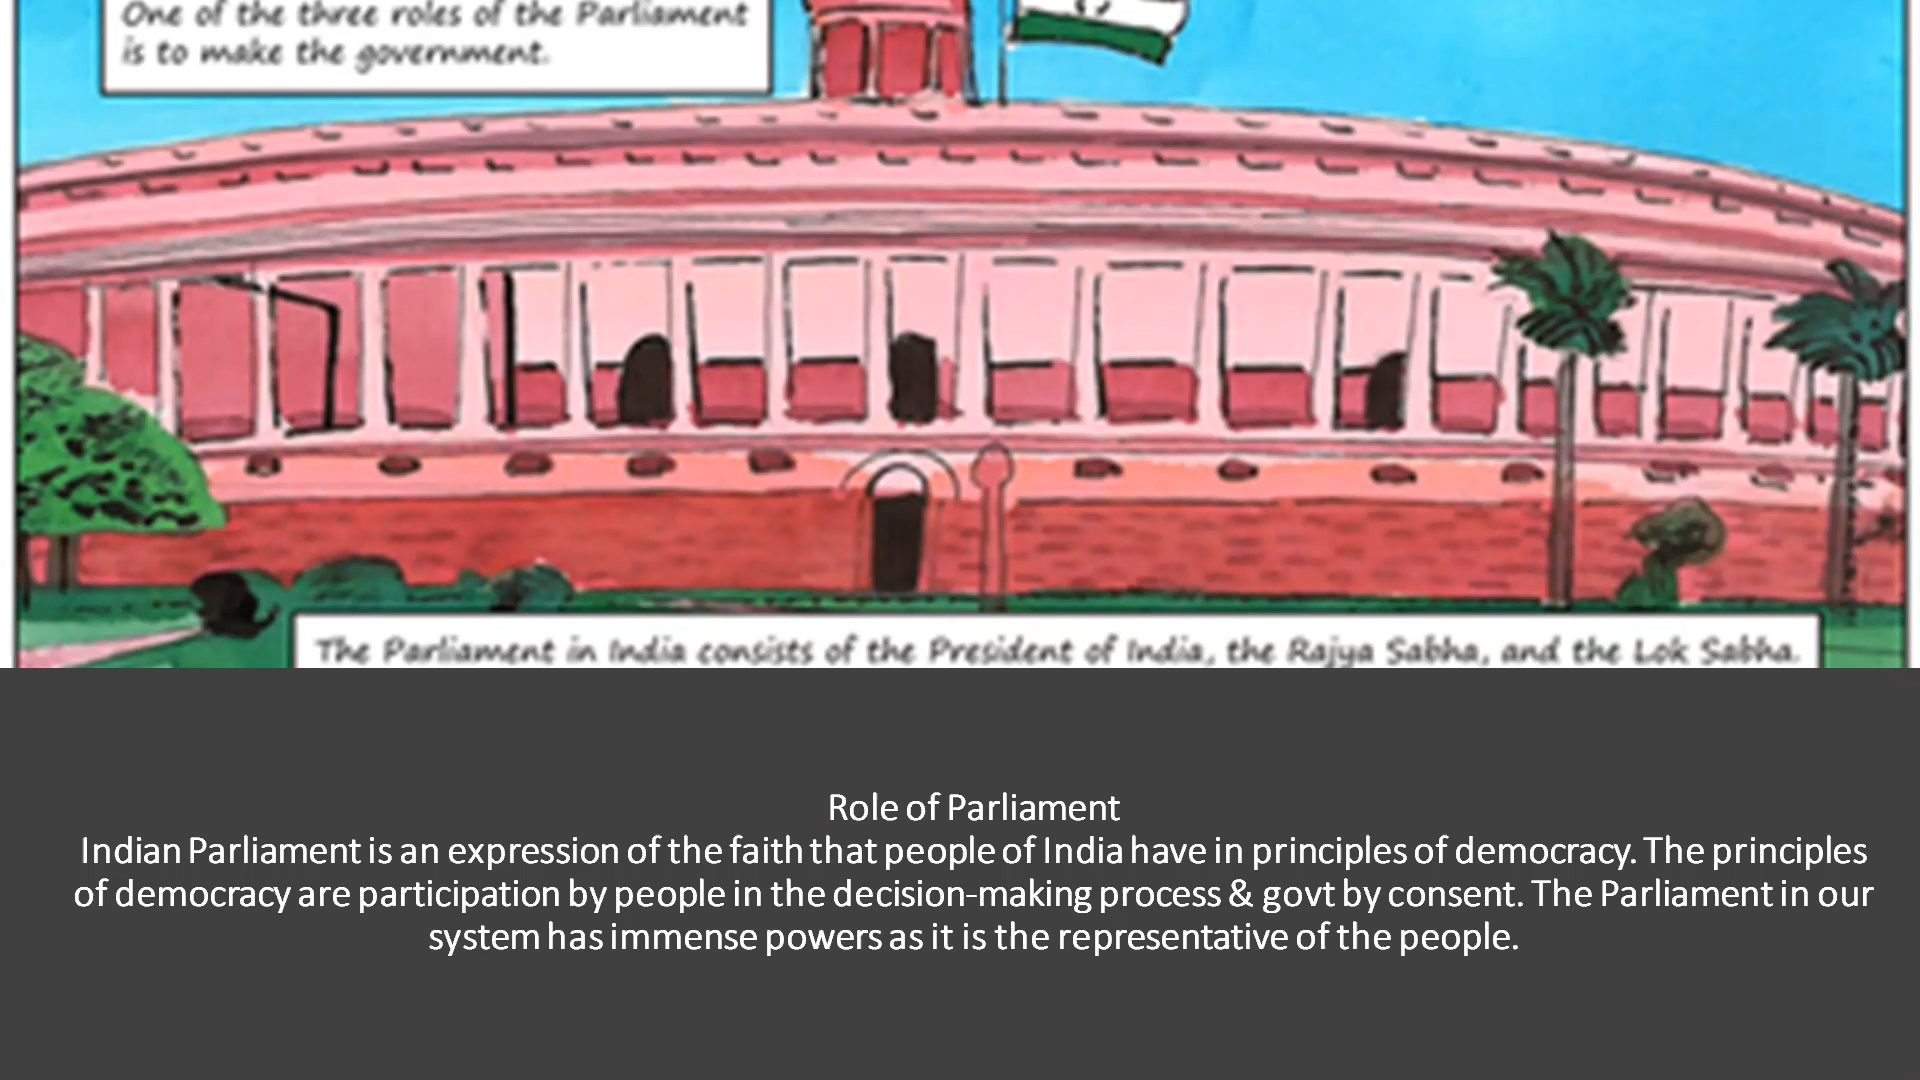 One of the three roles of the Parliament
is to make the government.
The Parliament in India consists of the President of India, the Rajya Sabha, and the Lok Sabha.
Role of Parliament
Indian Parliament is an expression of the faith that people of India have in principles of democracy. The principles
of democracy are participation by people in the decision-making process & govt by consent. The Parliament in our
system has immense powers as it is the representative of the people.